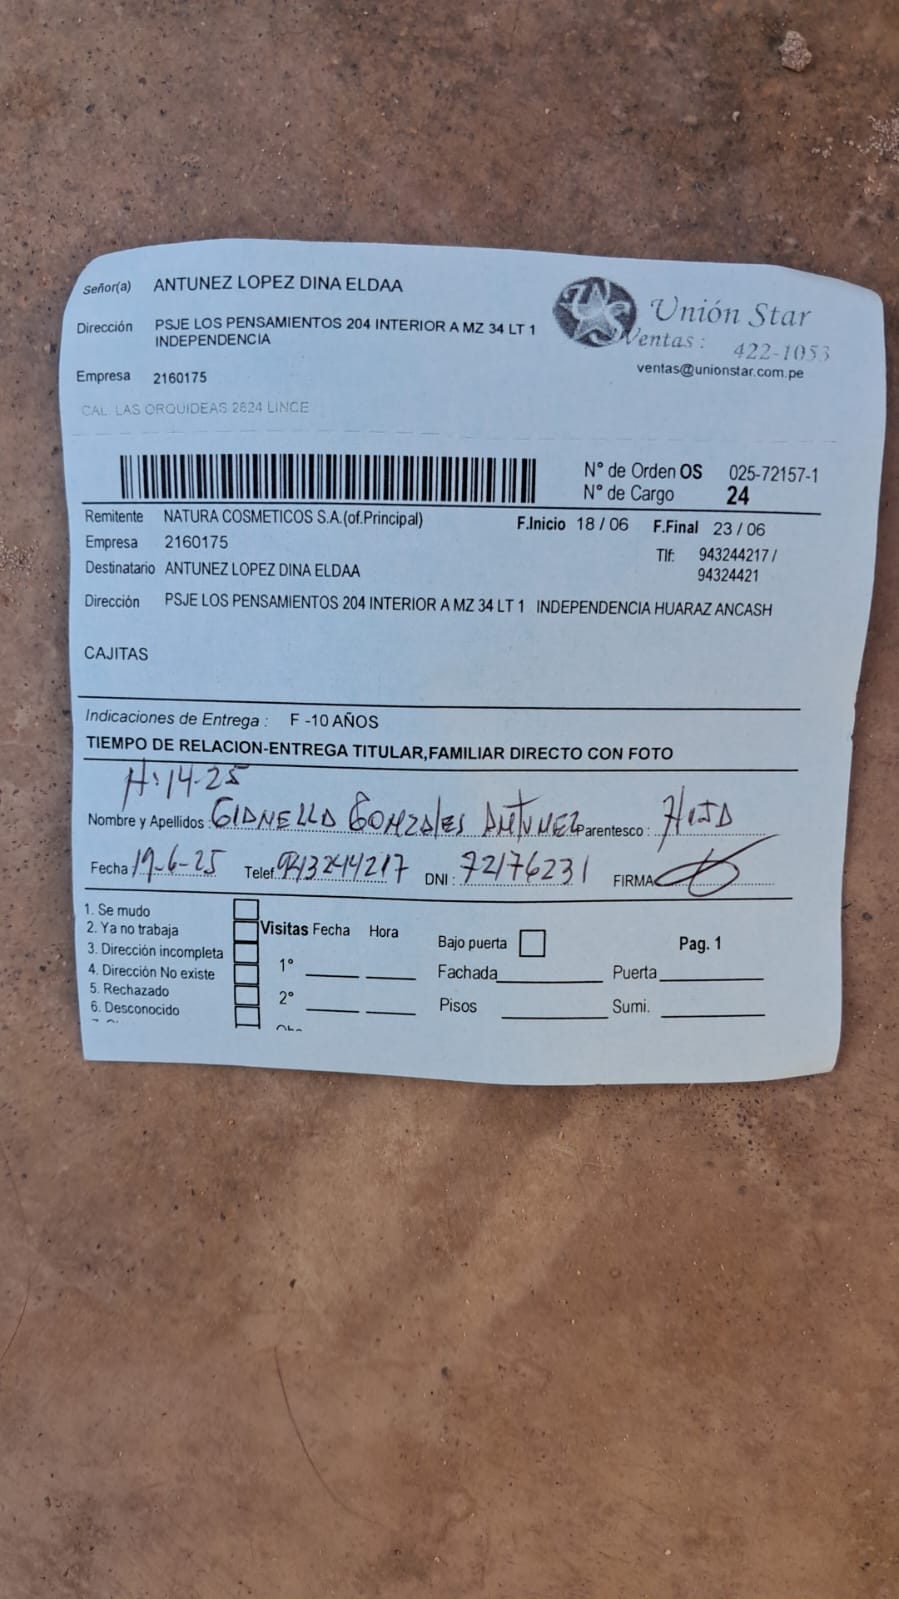 Señor(a) ANTUNEZ LOPEZ DINA ELDAA
Dirección PSJE LOS PENSAMIENTOS 204 INTERIOR A MZ 34 LT 1
INDEPENDENCIA
Empresa 2160175
CAL. LAS ORQUIDEAS 2624 LINCE
Unión Star
Ventas : 422-1053
ventas@unionstar.com.pe
N° de Orden OS 025-72157-1
N° de Cargo 24
Remitente NATURA COSMETICOS S.A.(of.Principal) F.Inicio 18 / 06 F.Final 23 / 06
Empresa 2160175 Tlf: 943244217 /
94324421
Destinatario ANTUNEZ LOPEZ DINA ELDAA
Dirección PSJE LOS PENSAMIENTOS 204 INTERIOR A MZ 34 LT 1 INDEPENDENCIA HUARAZ ANCASH
CAJITAS
Indicaciones de Entrega : F -10 AÑOS
TIEMPO DE RELACION-ENTREGA TITULAR,FAMILIAR DIRECTO CON FOTO
H:14-25
Nombre y Apellidos : GIANELLA GONZALES ANTUNEZ Parentesco : HIJA
Fecha 19-6-25 Telef. 943244217 DNI : 72176231 FIRMA
1. Se mudo
2. Ya no trabaja
3. Dirección incompleta
4. Dirección No existe
5. Rechazado
6. Desconocido
Visitas Fecha Hora
1°
2°
Bajo puerta Pag. 1
Fachada Puerta
Pisos Sumi.